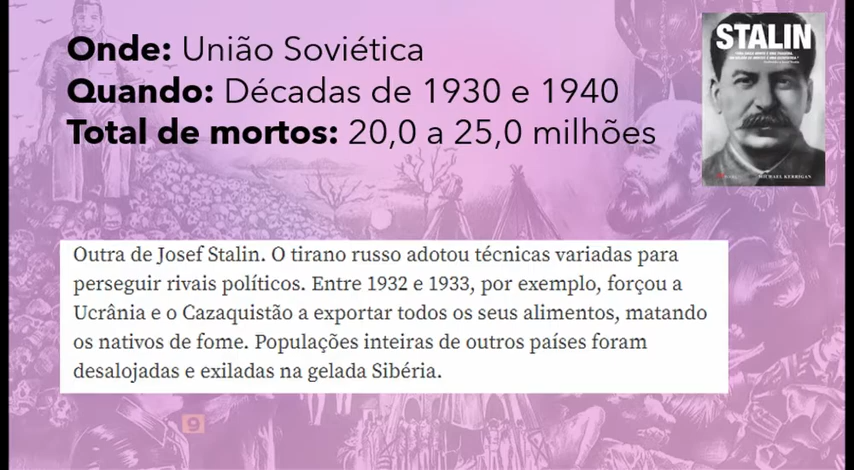 Onde: União Soviética
Quando: Décadas de 1930 e 1940
Total de mortos: 20,0 a 25,0 milhões
STALIN
MICHAEL KERRIGAN
Outra de Josef Stalin. O tirano russo adotou técnicas variadas para
perseguir rivais políticos. Entre 1932 e 1933, por exemplo, forçou a
Ucrânia e o Cazaquistão a exportar todos os seus alimentos, matando
os nativos de fome. Populações inteiras de outros países foram
desalojadas e exiladas na gelada Sibéria.
9